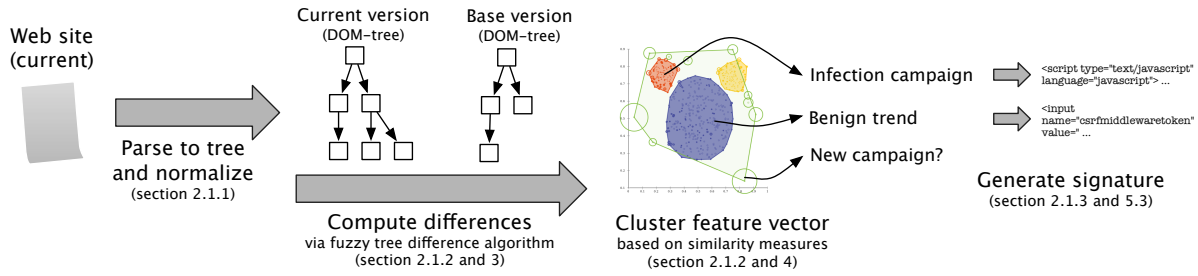 Web site
(current)
Parse to tree
and normalize
(section 2.1.1)
Current version
(DOM-tree)
Base version
(DOM-tree)
Compute differences
via fuzzy tree difference algorithm
(section 2.1.2 and 3)
Infection campaign
Benign trend
New campaign?
Cluster feature vector
based on similarity measures
(section 2.1.2 and 4)
<script type="text/javascript"
language="javascript"> ...
<input
name="csrfmiddlewaretoken"
value=" ...
Generate signature
(section 2.1.3 and 5.3)